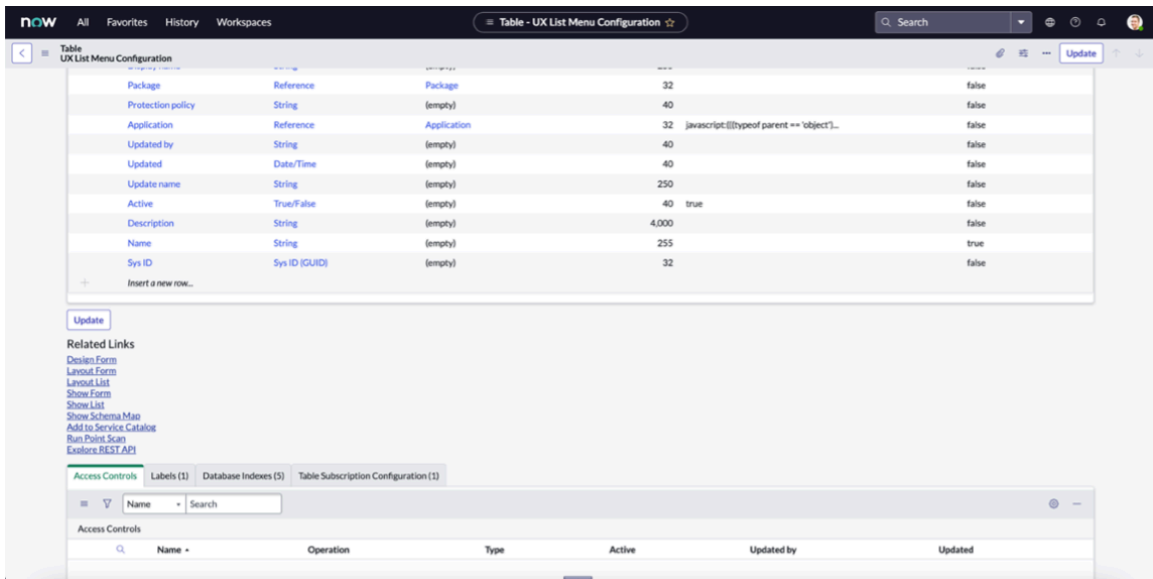 now All Favorites History Workspaces Table - UX List Menu Configuration Search
Table
UX List Menu Configuration Update
Package Reference Package 32 false
Protection policy String (empty) 40 false
Application Reference Application 32 javascript:(((typeof parent == 'object')... false
Updated by String (empty) 40 false
Updated Date/Time (empty) 40 false
Update name String (empty) 250 false
Active True/False (empty) 40 true false
Description String (empty) 4,000 false
Name String (empty) 255 true
Sys ID Sys ID (GUID) (empty) 32 false
Insert a new row...
Update
Related Links
Design Form
Layout Form
Layout List
Show Form
Show List
Show Schema Map
Add to Service Catalog
Run Point Scan
Explore REST API
Access Controls Labels (1) Database Indexes (5) Table Subscription Configuration (1)
Name Search
Access Controls
Name Operation Type Active Updated by Updated